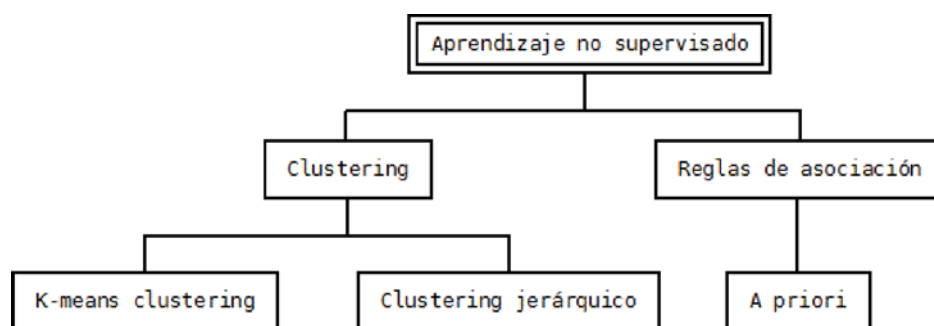 Aprendizaje no supervisado
Clustering
Reglas de asociación
K-means clustering
Clustering jerárquico
A priori